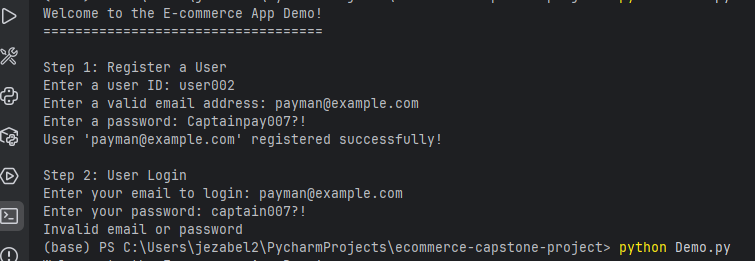 Welcome to the E-commerce App Demo!
===================================
Step 1: Register a User
Enter a user ID: user002
Enter a valid email address: payman@example.com
Enter a password: Captainpay007?!
User 'payman@example.com' registered successfully!
Step 2: User Login
Enter your email to login: payman@example.com
Enter your password: captain007?!
Invalid email or password
(base) PS C:\Users\jezabel2\PycharmProjects\ecommerce-capstone-project> python Demo.py